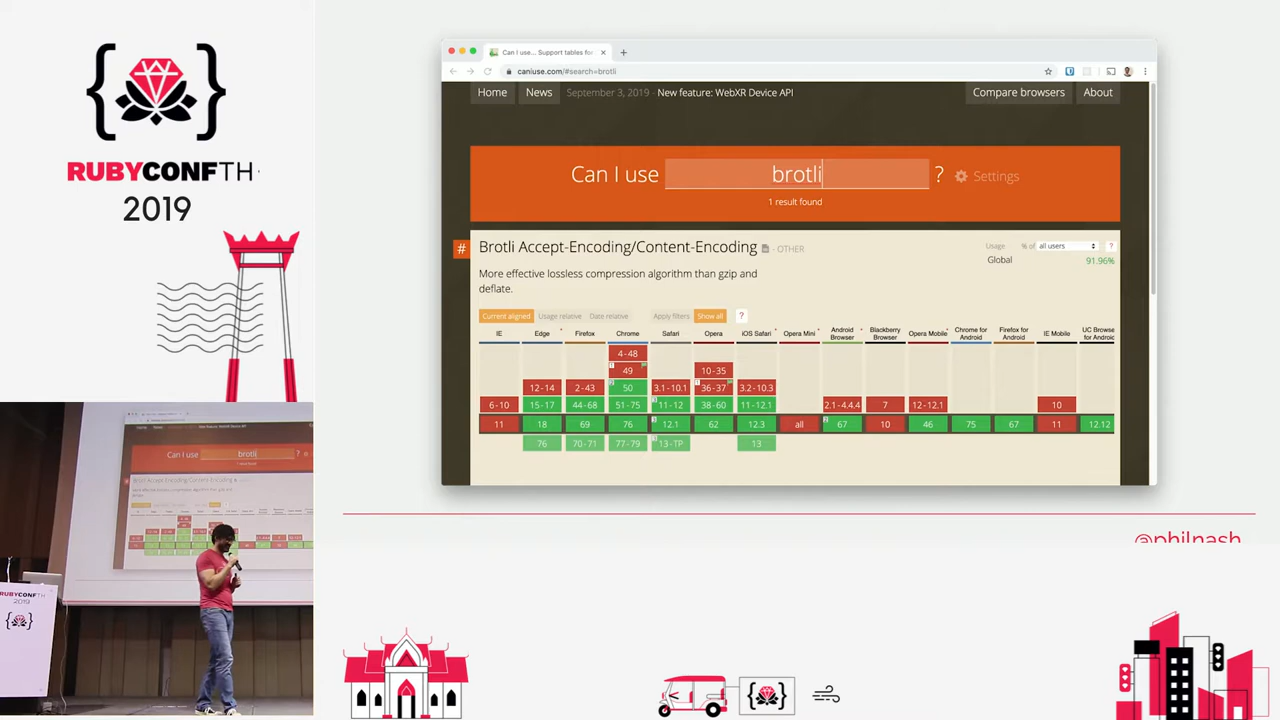 RUBYCONFTH
2019
Can I use... Support tables for
caniuse.com/#search=brotli
Home News September 3, 2019 - New feature: WebXR Device API Compare browsers About
Can I use brotli ? Settings
1 result found
# Brotli Accept-Encoding/Content-Encoding - OTHER
Usage % of all users ?
Global 91.96%
More effective lossless compression algorithm than gzip and
deflate.
Current aligned Usage relative Date relative Apply filters Show all ?
IE Edge Firefox Chrome Safari Opera iOS Safari Opera Mini Android Browser Blackberry Browser Opera Mobile Chrome for Android Firefox for Android IE Mobile UC Browser for Android
4-48
49 10-35
12-14 2-43 50 3.1-10.1 36-37 3.2-10.3
6-10 15-17 44-68 51-75 11-12 38-60 11-12.1 2.1-4.4.4 7 12-12.1 10
11 18 69 76 12.1 62 12.3 all 67 10 46 75 67 11 12.12
76 70-71 77-79 13-TP 13
@philnash
Can I use brotli ?
RUBYCONFTH
2019